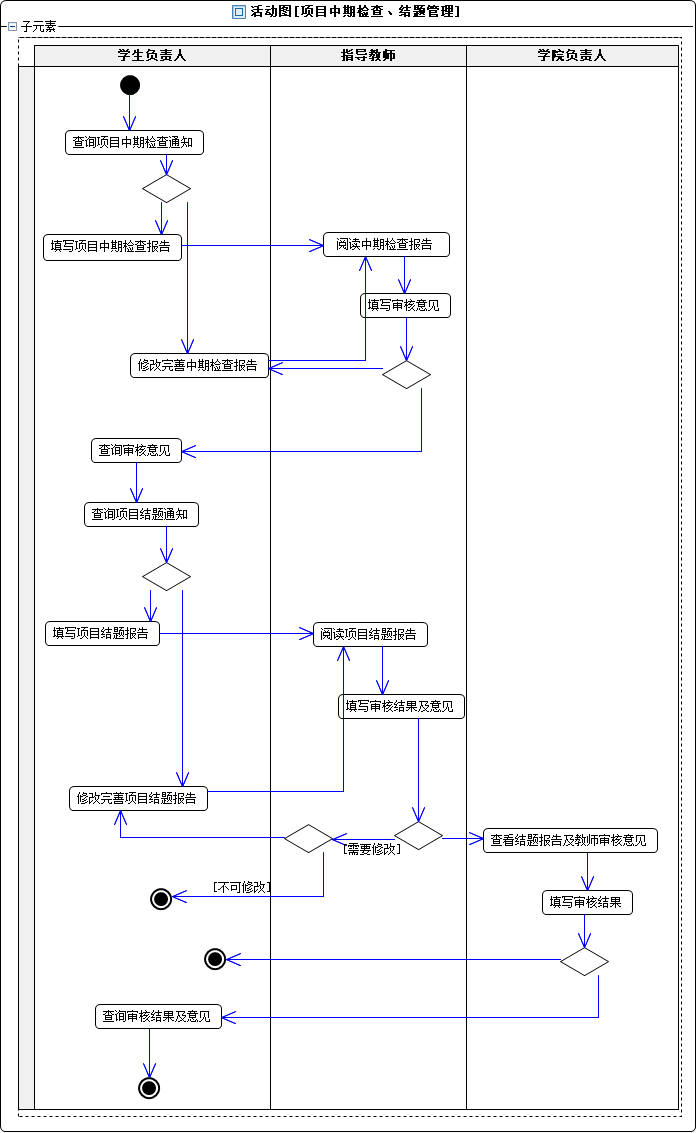 活动图[项目中期检查、结题管理]
子元素
学生负责人 指导教师 学院负责人
查询项目中期检查通知
填写项目中期检查报告 阅读中期检查报告
填写审核意见
修改完善中期检查报告
查询审核意见
查询项目结题通知
填写项目结题报告 阅读项目结题报告
填写审核结果及意见
修改完善项目结题报告
查看结题报告及教师审核意见
[需要修改]
[不可修改]
填写审核结果
查询审核结果及意见